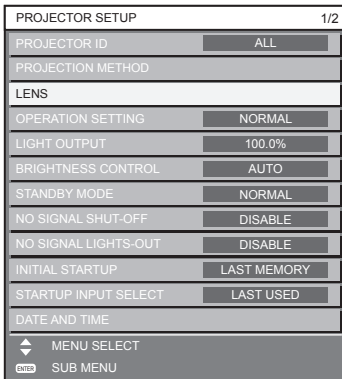 PROJECTOR SETUP 1/2
PROJECTOR ID ALL
PROJECTION METHOD
LENS
OPERATION SETTING NORMAL
LIGHT OUTPUT 100.0%
BRIGHTNESS CONTROL AUTO
STANDBY MODE NORMAL
NO SIGNAL SHUT-OFF DISABLE
NO SIGNAL LIGHTS-OUT DISABLE
INITIAL STARTUP LAST MEMORY
STARTUP INPUT SELECT LAST USED
DATE AND TIME
MENU SELECT
ENTER SUB MENU